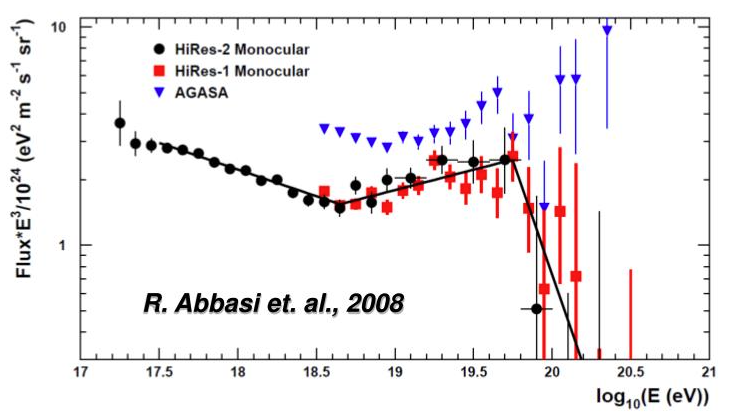 10
1
Flux*E³/10²⁴ (eV² m⁻² s⁻¹ sr⁻¹)
HiRes-2 Monocular
HiRes-1 Monocular
AGASA
R. Abbasi et. al., 2008
17 17.5 18 18.5 19 19.5 20 20.5 21
log₁₀(E (eV))